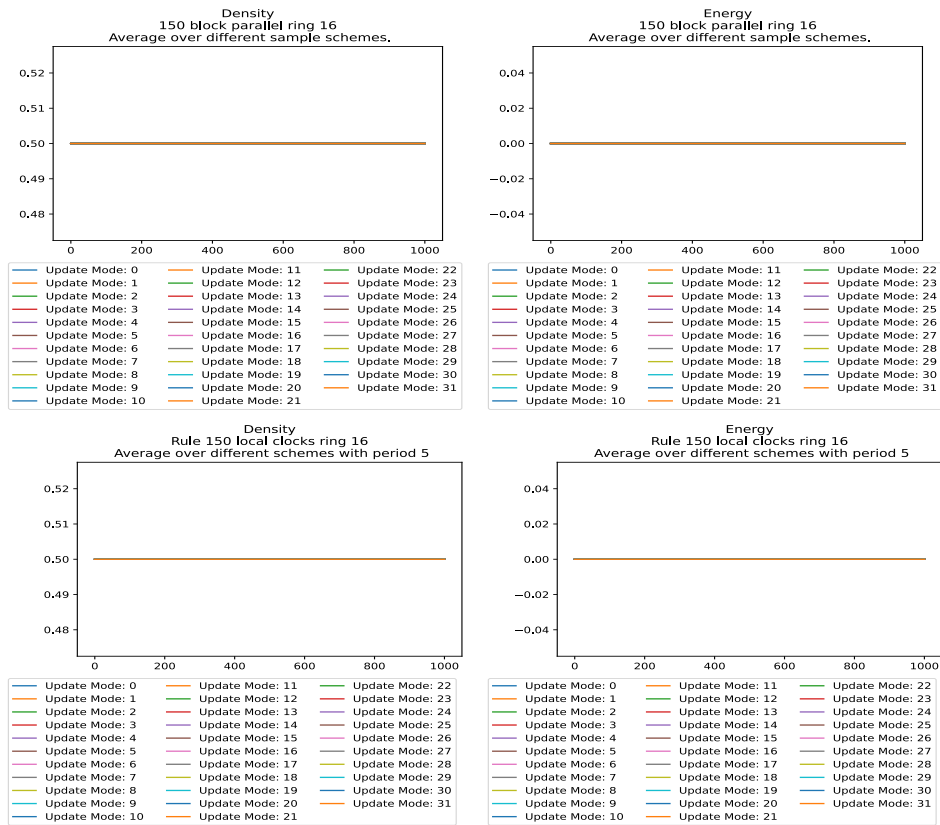 Density
150 block parallel ring 16
Average over different sample schemes.
0.52
0.51
0.50
0.49
0.48
0 200 400 600 800 1000
Update Mode: 0 Update Mode: 11 Update Mode: 22
Update Mode: 1 Update Mode: 12 Update Mode: 23
Update Mode: 2 Update Mode: 13 Update Mode: 24
Update Mode: 3 Update Mode: 14 Update Mode: 25
Update Mode: 4 Update Mode: 15 Update Mode: 26
Update Mode: 5 Update Mode: 16 Update Mode: 27
Update Mode: 6 Update Mode: 17 Update Mode: 28
Update Mode: 7 Update Mode: 18 Update Mode: 29
Update Mode: 8 Update Mode: 19 Update Mode: 30
Update Mode: 9 Update Mode: 20 Update Mode: 31
Update Mode: 10 Update Mode: 21
Energy
150 block parallel ring 16
Average over different sample schemes.
0.04
0.02
0.00
−0.02
−0.04
0 200 400 600 800 1000
Update Mode: 0 Update Mode: 11 Update Mode: 22
Update Mode: 1 Update Mode: 12 Update Mode: 23
Update Mode: 2 Update Mode: 13 Update Mode: 24
Update Mode: 3 Update Mode: 14 Update Mode: 25
Update Mode: 4 Update Mode: 15 Update Mode: 26
Update Mode: 5 Update Mode: 16 Update Mode: 27
Update Mode: 6 Update Mode: 17 Update Mode: 28
Update Mode: 7 Update Mode: 18 Update Mode: 29
Update Mode: 8 Update Mode: 19 Update Mode: 30
Update Mode: 9 Update Mode: 20 Update Mode: 31
Update Mode: 10 Update Mode: 21
Density
Rule 150 local clocks ring 16
Average over different schemes with period 5
0.52
0.51
0.50
0.49
0.48
0 200 400 600 800 1000
Update Mode: 0 Update Mode: 11 Update Mode: 22
Update Mode: 1 Update Mode: 12 Update Mode: 23
Update Mode: 2 Update Mode: 13 Update Mode: 24
Update Mode: 3 Update Mode: 14 Update Mode: 25
Update Mode: 4 Update Mode: 15 Update Mode: 26
Update Mode: 5 Update Mode: 16 Update Mode: 27
Update Mode: 6 Update Mode: 17 Update Mode: 28
Update Mode: 7 Update Mode: 18 Update Mode: 29
Update Mode: 8 Update Mode: 19 Update Mode: 30
Update Mode: 9 Update Mode: 20 Update Mode: 31
Update Mode: 10 Update Mode: 21
Energy
Rule 150 local clocks ring 16
Average over different schemes with period 5
0.04
0.02
0.00
−0.02
−0.04
0 200 400 600 800 1000
Update Mode: 0 Update Mode: 11 Update Mode: 22
Update Mode: 1 Update Mode: 12 Update Mode: 23
Update Mode: 2 Update Mode: 13 Update Mode: 24
Update Mode: 3 Update Mode: 14 Update Mode: 25
Update Mode: 4 Update Mode: 15 Update Mode: 26
Update Mode: 5 Update Mode: 16 Update Mode: 27
Update Mode: 6 Update Mode: 17 Update Mode: 28
Update Mode: 7 Update Mode: 18 Update Mode: 29
Update Mode: 8 Update Mode: 19 Update Mode: 30
Update Mode: 9 Update Mode: 20 Update Mode: 31
Update Mode: 10 Update Mode: 21